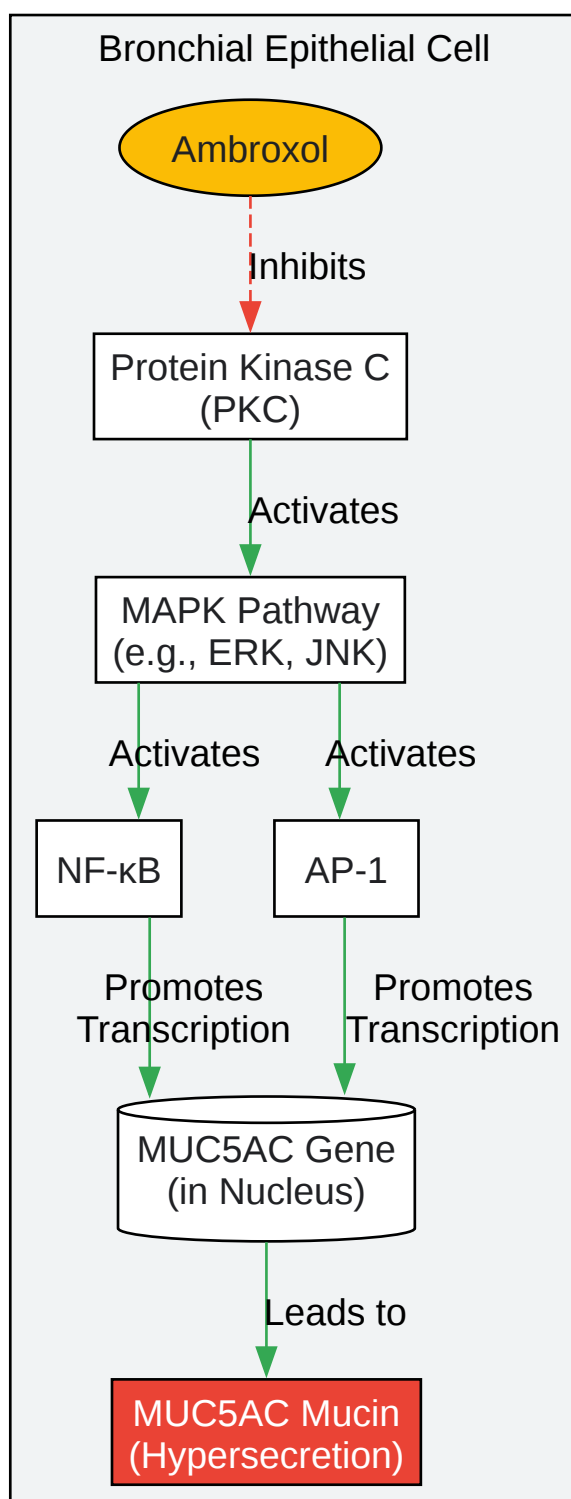 Bronchial Epithelial Cell
Ambroxol
Inhibits
Protein Kinase C
(PKC)
Activates
MAPK Pathway
(e.g., ERK, JNK)
Activates
Activates
NF-κB
AP-1
Promotes
Transcription
Promotes
Transcription
MUC5AC Gene
(in Nucleus)
Leads to
MUC5AC Mucin
(Hypersecretion)